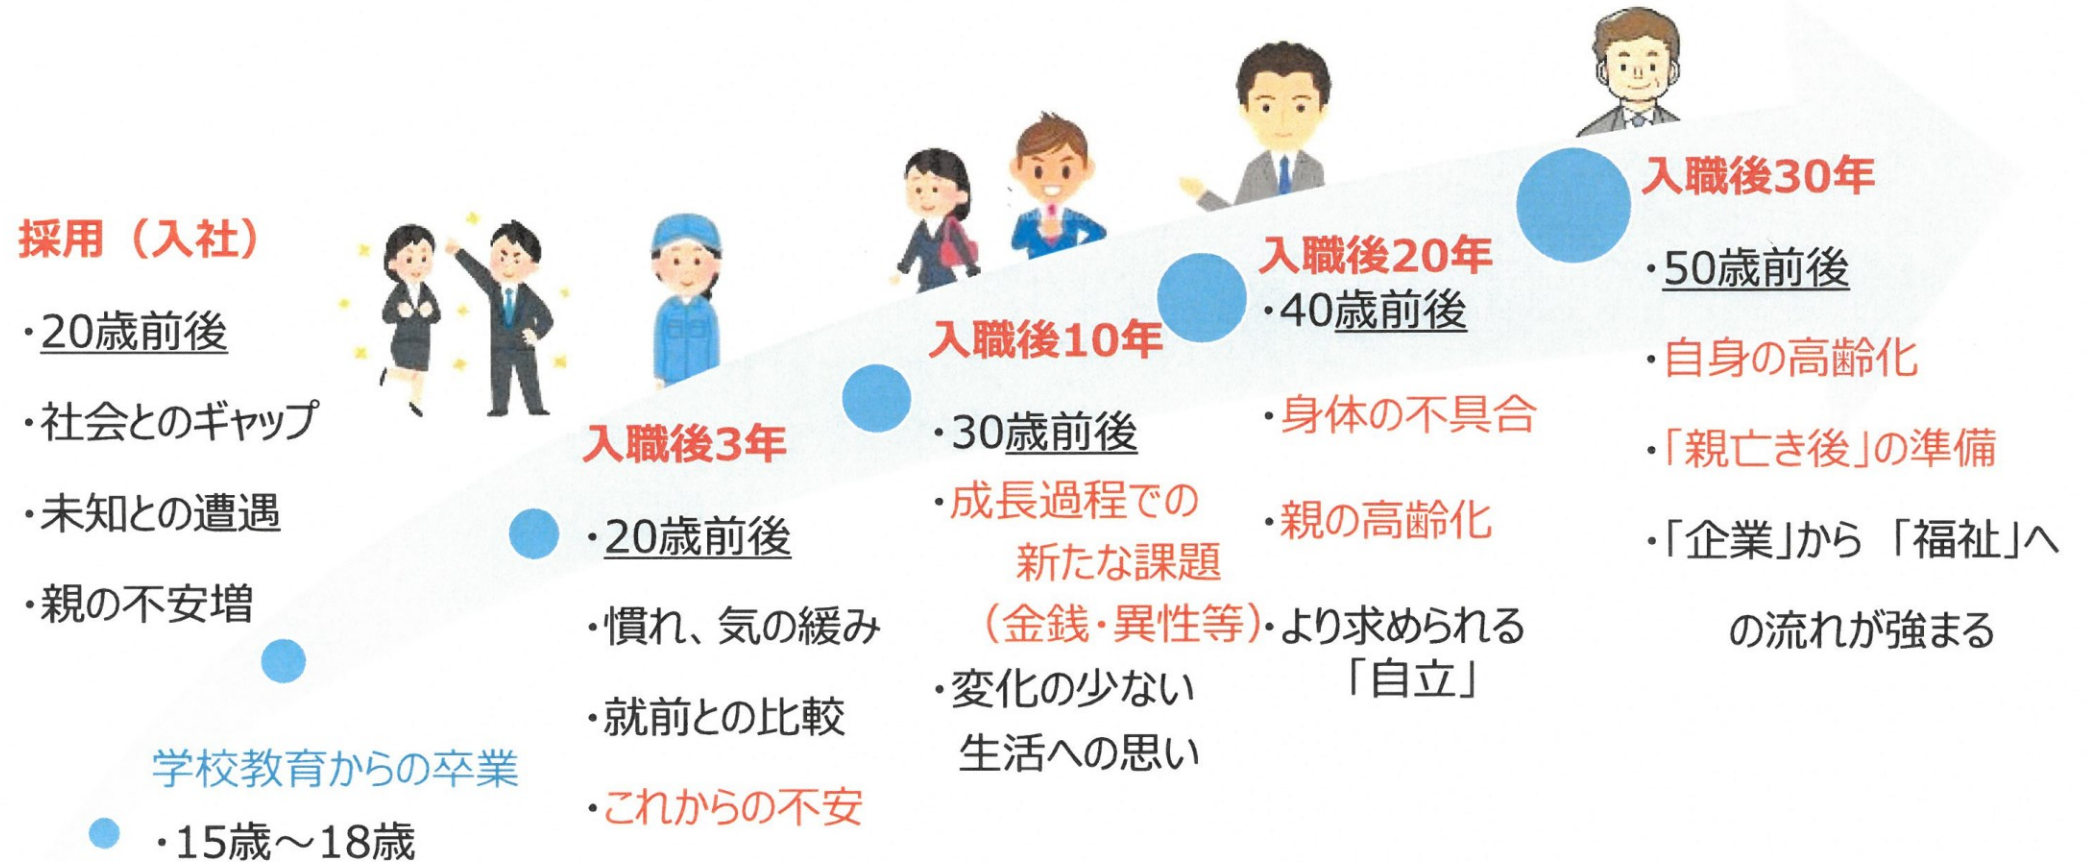 学校教育からの卒業
・15歳～18歳
採用（入社）
・20歳前後
・社会とのギャップ
・未知との遭遇
・親の不安増
入職後3年
・20歳前後
・慣れ、気の緩み
・就前との比較
・これからの不安
入職後10年
・30歳前後
・成長過程での
新たな課題
（金銭・異性等）
・変化の少ない
生活への思い
入職後20年
・40歳前後
・身体の不具合
・親の高齢化
・より求められる
「自立」
入職後30年
・50歳前後
・自身の高齢化
・「親亡き後」の準備
・「企業」から「福祉」へ
の流れが強まる